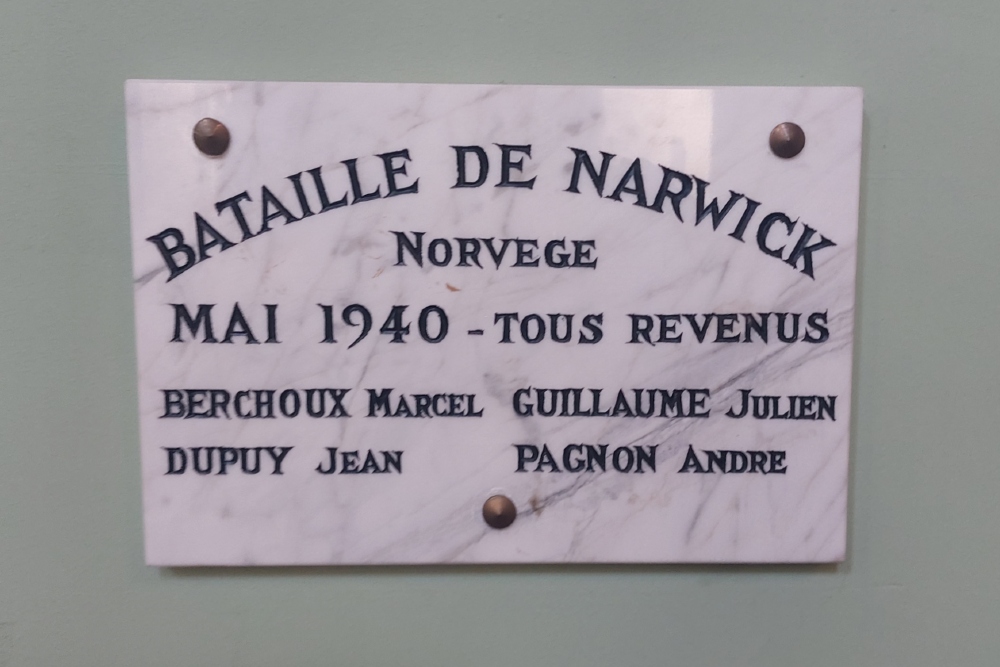 BATAILLE DE NARWICK
NORVEGE
MAI 1940 - TOUS REVENUS
BERCHOUX MARCEL GUILLAUME JULIEN
DUPUY JEAN PAGNON ANDRE